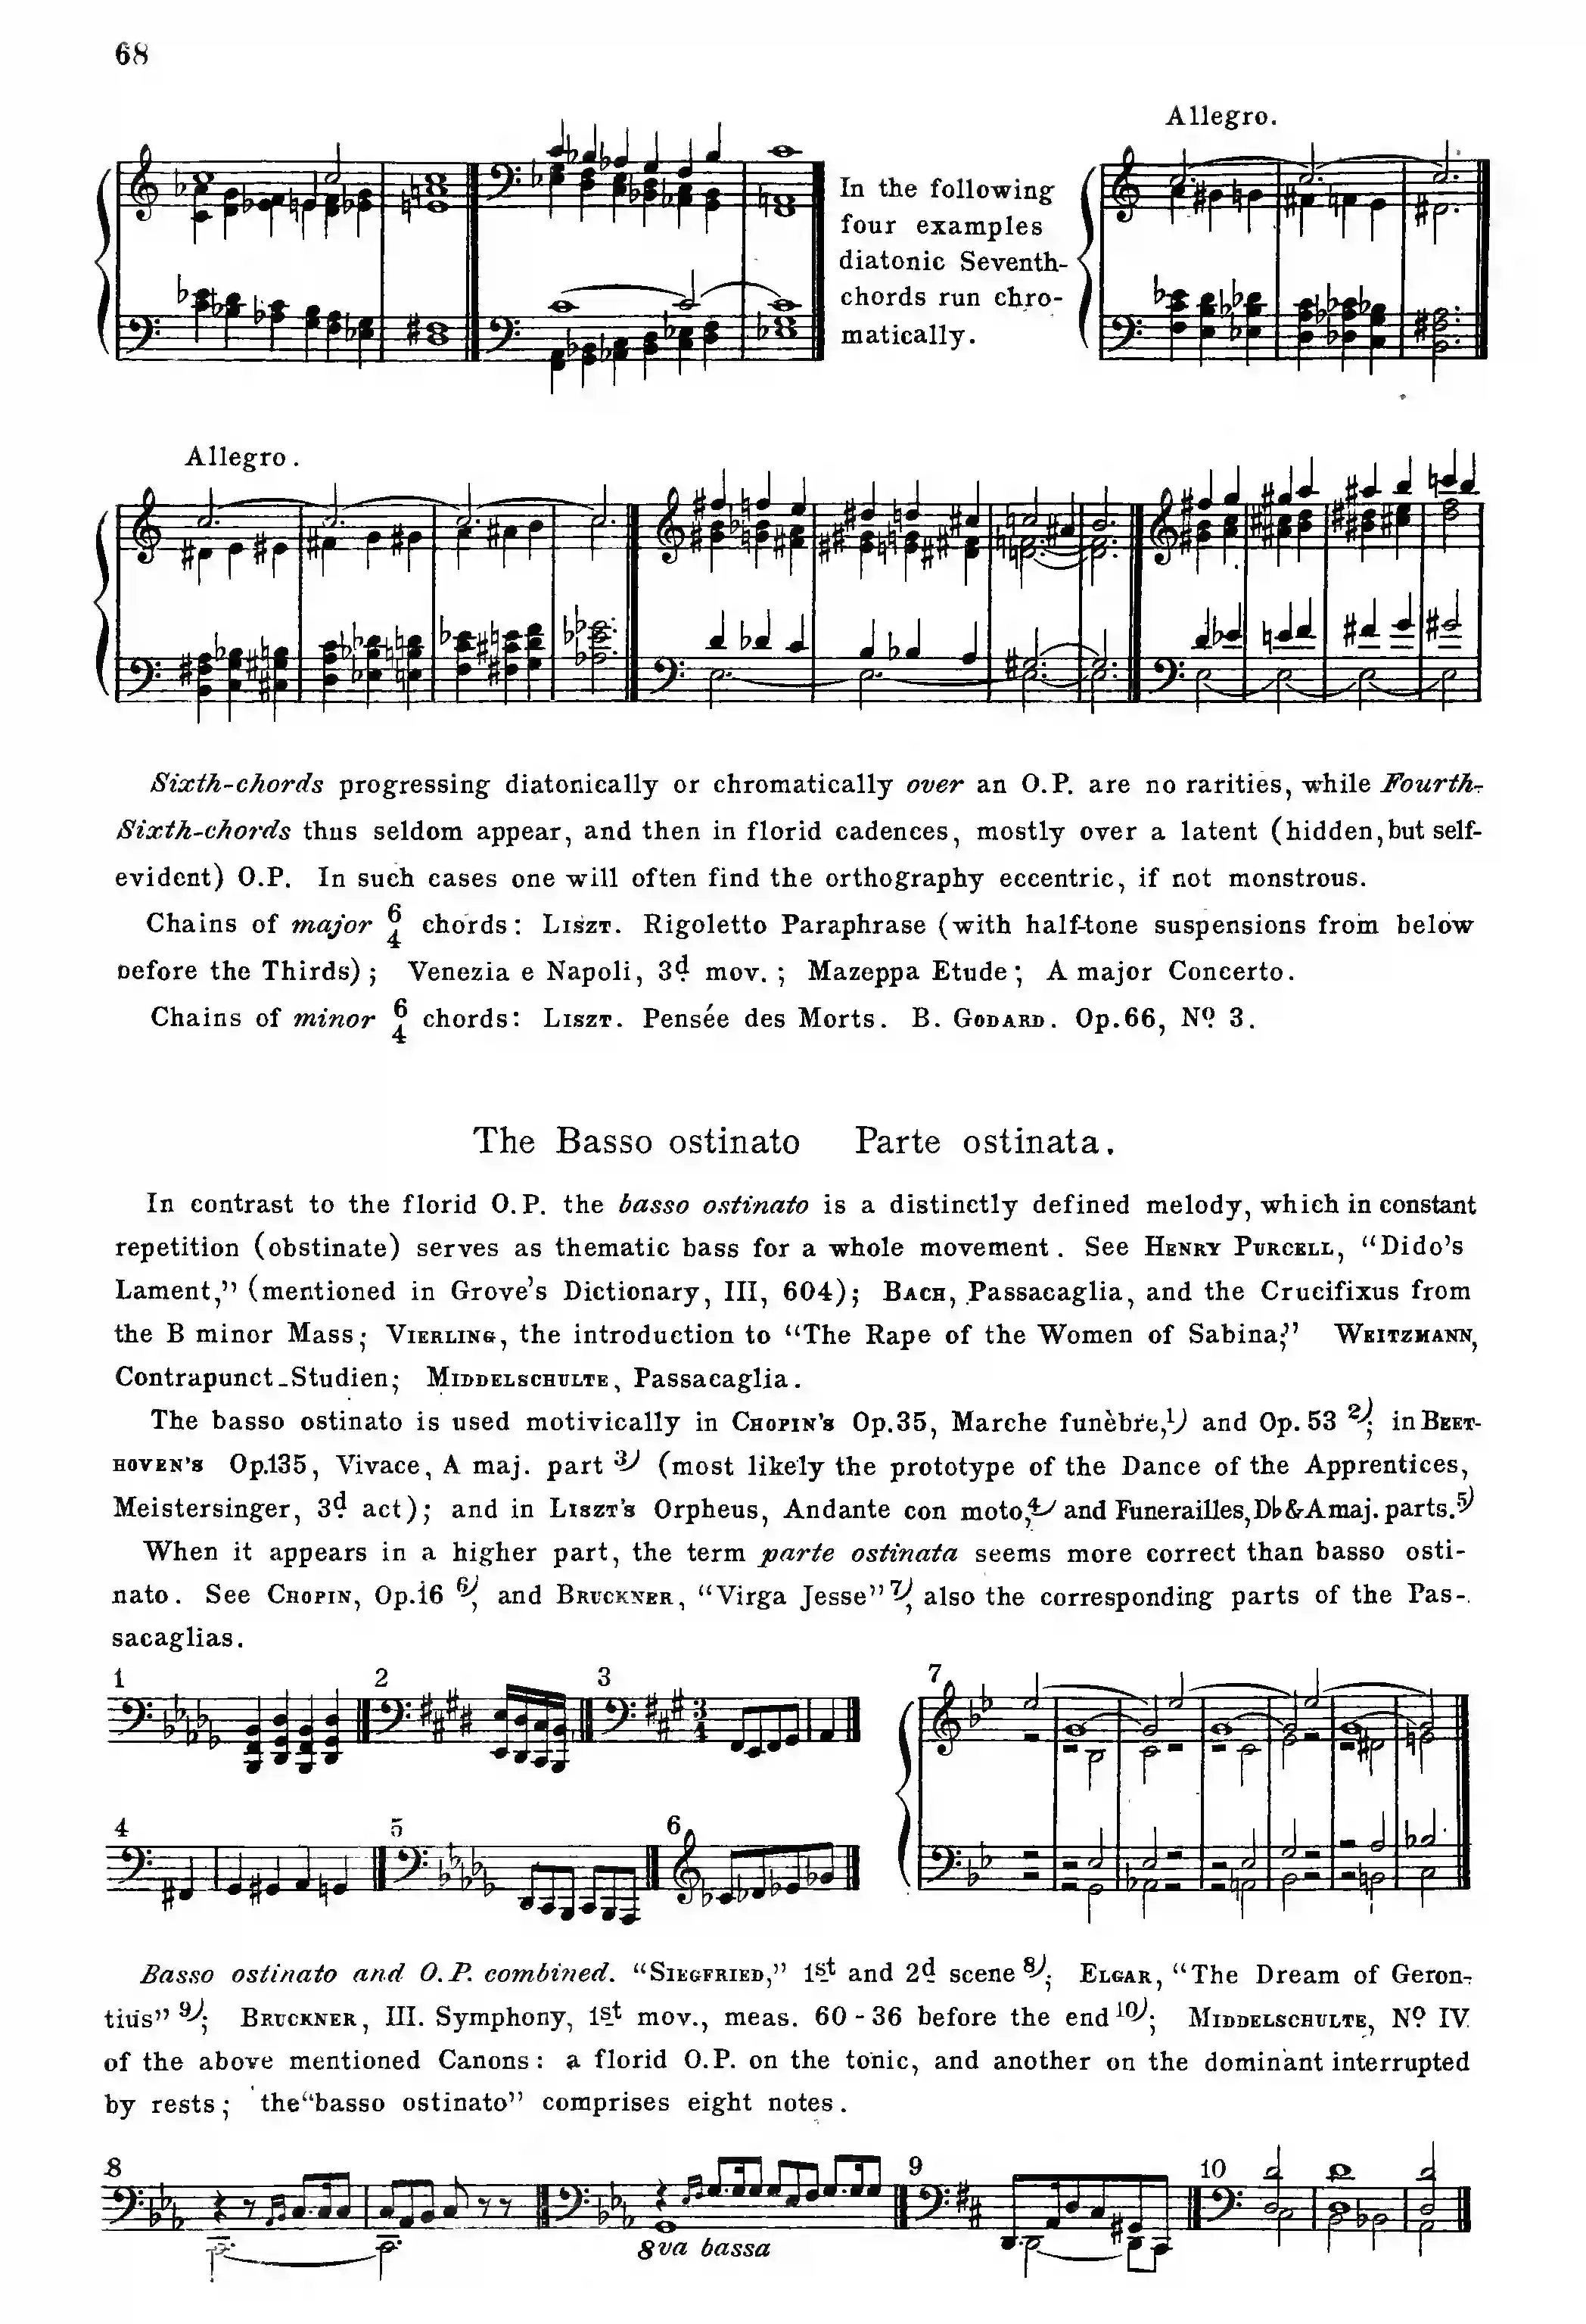 68
Allegro.
In the following
four examples
diatonic Seventh-
chords run chro-
matically.
Allegro.
Sixth-chords progressing diatonically or chromatically over an O.P. are no rarities, while Fourth-
Sixth-chords thus seldom appear, and then in florid cadences, mostly over a latent (hidden, but self-
evident) O.P. In such cases one will often find the orthography eccentric, if not monstrous.
Chains of major 6/4 chords: LISZT. Rigoletto Paraphrase (with half-tone suspensions from below
before the Thirds); Venezia e Napoli, 3d mov.; Mazeppa Etude; A major Concerto.
Chains of minor 6/4 chords: LISZT. Pensée des Morts. B. GODARD. Op.66, No 3.
The Basso ostinato Parte ostinata.
In contrast to the florid O.P. the basso ostinato is a distinctly defined melody, which in constant
repetition (obstinate) serves as thematic bass for a whole movement. See HENRY PURCELL, “Dido’s
Lament,” (mentioned in Grove’s Dictionary, III, 604); BACH, Passacaglia, and the Crucifixus from
the B minor Mass; VIERLING, the introduction to “The Rape of the Women of Sabina;” WEITZMANN,
Contrapunct-Studien; MIDDELSCHULTE, Passacaglia.
The basso ostinato is used motivically in CHOPIN’S Op.35, Marche funèbre,1) and Op. 53 2); in BEET-
HOVEN’S Op.135, Vivace, A maj. part 3) (most likely the prototype of the Dance of the Apprentices,
Meistersinger, 3d act); and in LISZT’S Orpheus, Andante con moto,4) and Funerailles, D♭ & A maj. parts.5)
When it appears in a higher part, the term parte ostinata seems more correct than basso osti-
nato. See CHOPIN, Op.16 6), and BRUCKNER, “Virga Jesse” 7), also the corresponding parts of the Pas-
sacaglias.
1 2 3 7
3/4
4 5 6
Basso ostinato and O.P. combined. “SIEGFRIED,” 1st and 2d scene 8); ELGAR, “The Dream of Geron-
tius” 9); BRUCKNER, III. Symphony, 1st mov., meas. 60-36 before the end 10); MIDDELSCHULTE, No IV
of the above mentioned Canons: a florid O.P. on the tonic, and another on the dominant interrupted
by rests; the “basso ostinato” comprises eight notes.
8 9 10
8va bassa